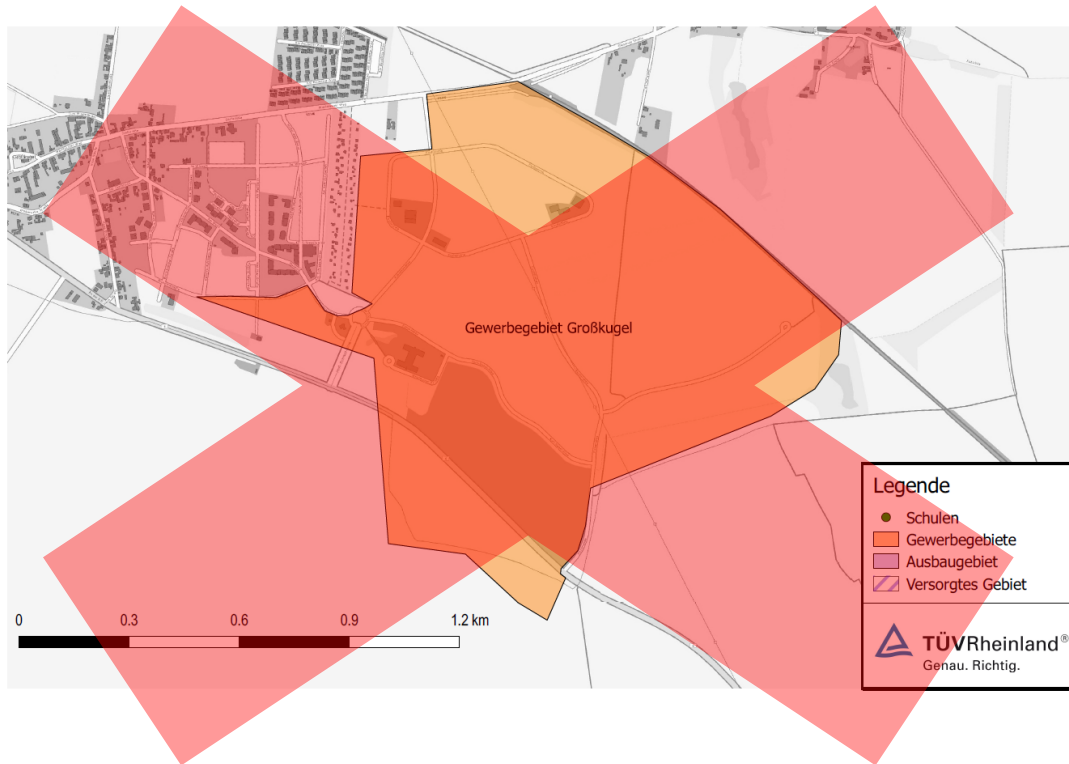 Gewerbegebiet Großkugel
Legende
Schulen
Gewerbegebiete
Ausbaugebiet
Versorgtes Gebiet
0 0.3 0.6 0.9 1.2 km
TÜVRheinland®
Genau. Richtig.